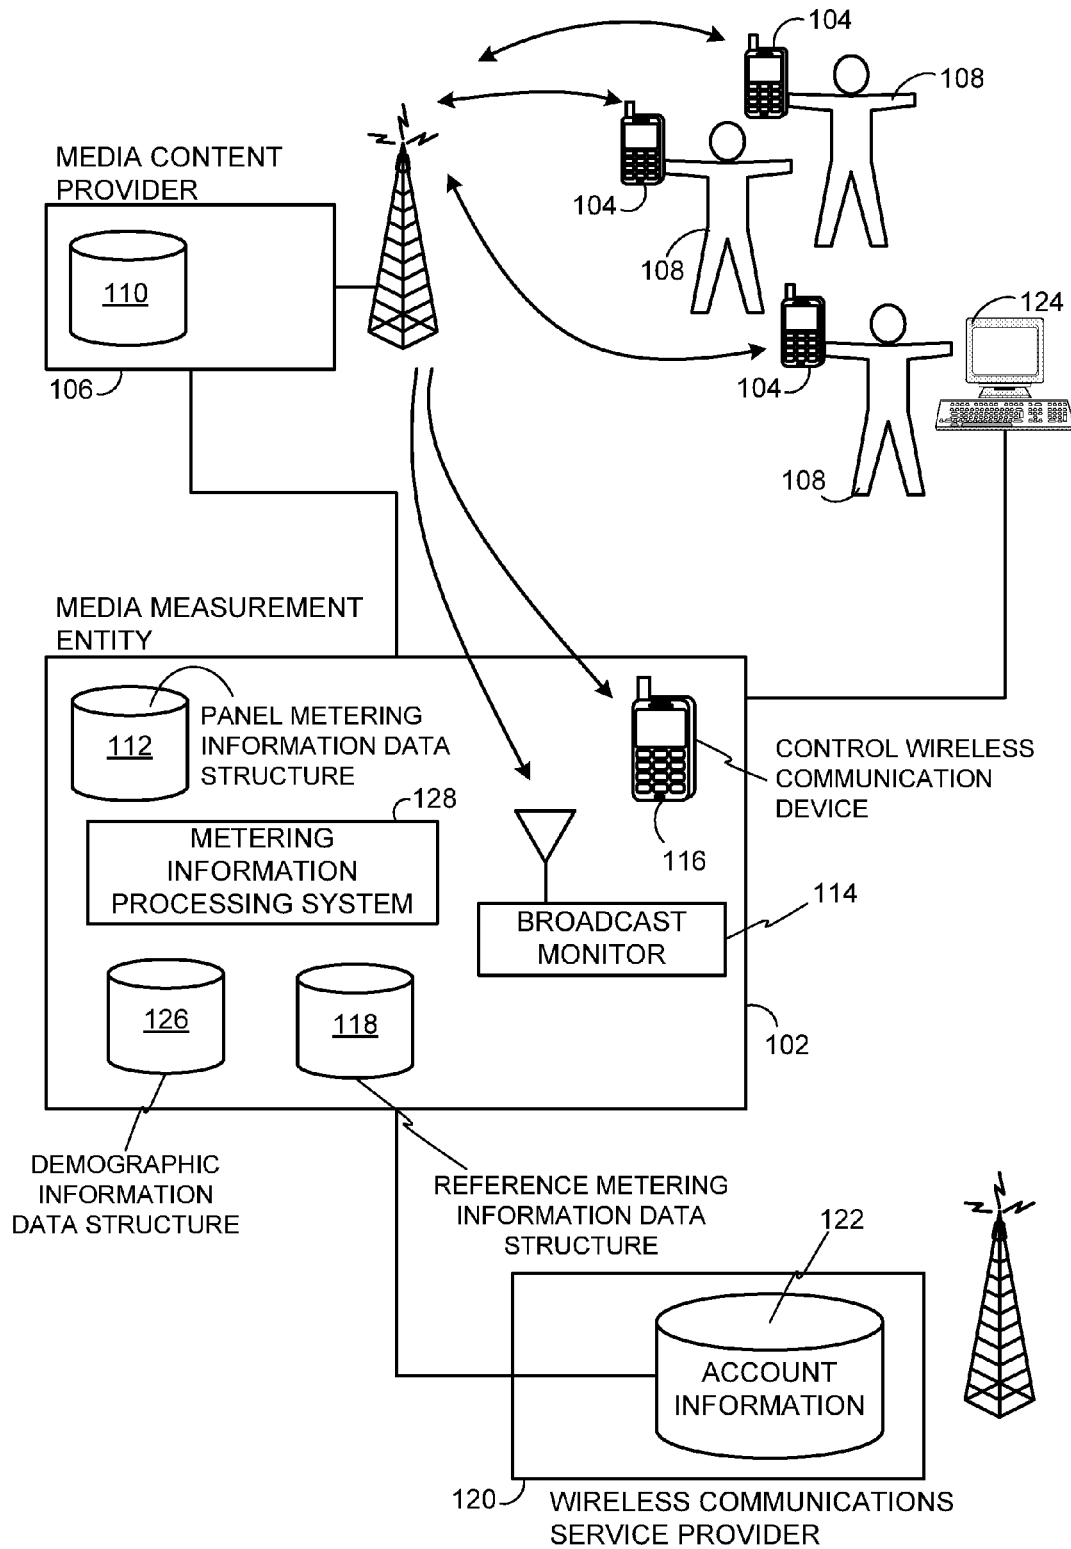 104
108
MEDIA CONTENT
PROVIDER
104
108
110
124
106
104
108
MEDIA MEASUREMENT
ENTITY
112
PANEL METERING
INFORMATION DATA
STRUCTURE
CONTROL WIRELESS
COMMUNICATION
DEVICE
128
116
METERING
INFORMATION
PROCESSING SYSTEM
114
BROADCAST
MONITOR
126
118
102
DEMOGRAPHIC
INFORMATION
DATA STRUCTURE
REFERENCE METERING
INFORMATION DATA
STRUCTURE
122
ACCOUNT
INFORMATION
120
WIRELESS COMMUNICATIONS
SERVICE PROVIDER